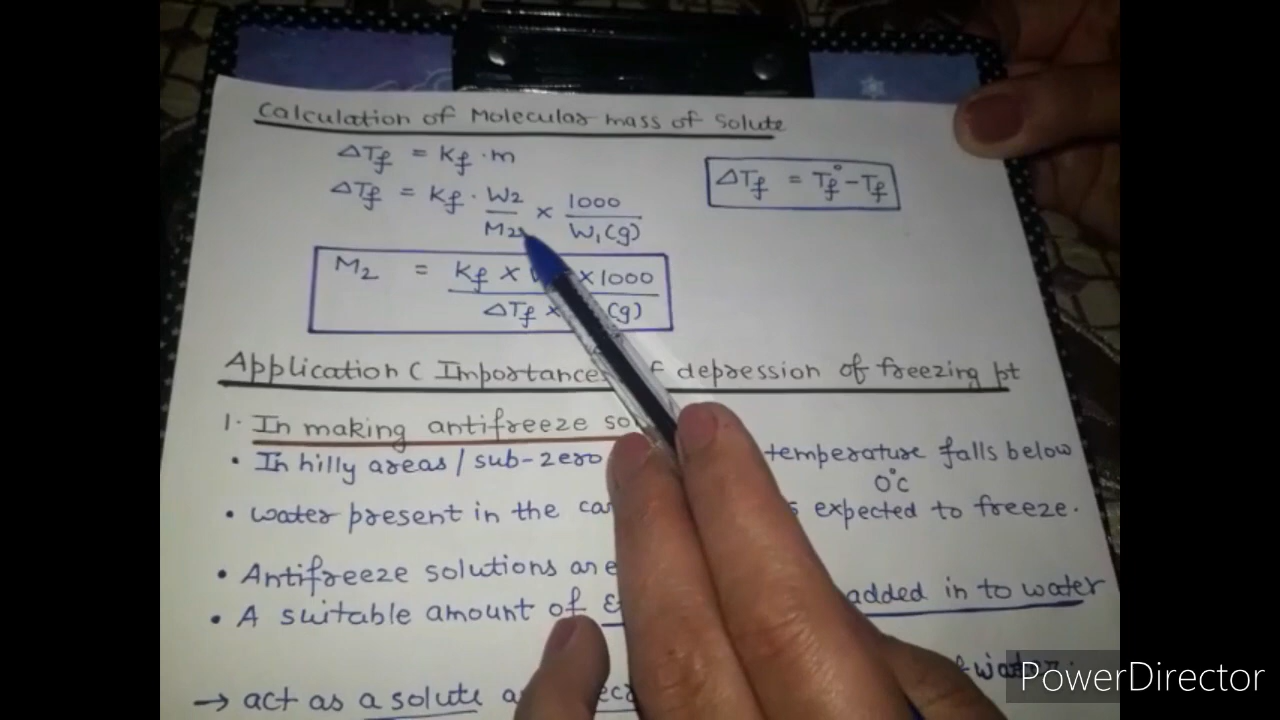 Calculation of Molecular mass of Solute
ΔTf = Kf · m
ΔTf = Tf° - Tf
ΔTf = Kf · W2/M2 × 1000/W1(g)
M2 = Kf × × 1000 / ΔTf × (g)
Application ( Importance depression of freezing pt
1. In making antifreeze
• In hilly areas / sub-zero temperature falls below
0°c
• water present in the expected to freeze.
• Antifreeze solutions are
• A suitable amount of added in to water
water.
→ act as a solute
PowerDirector